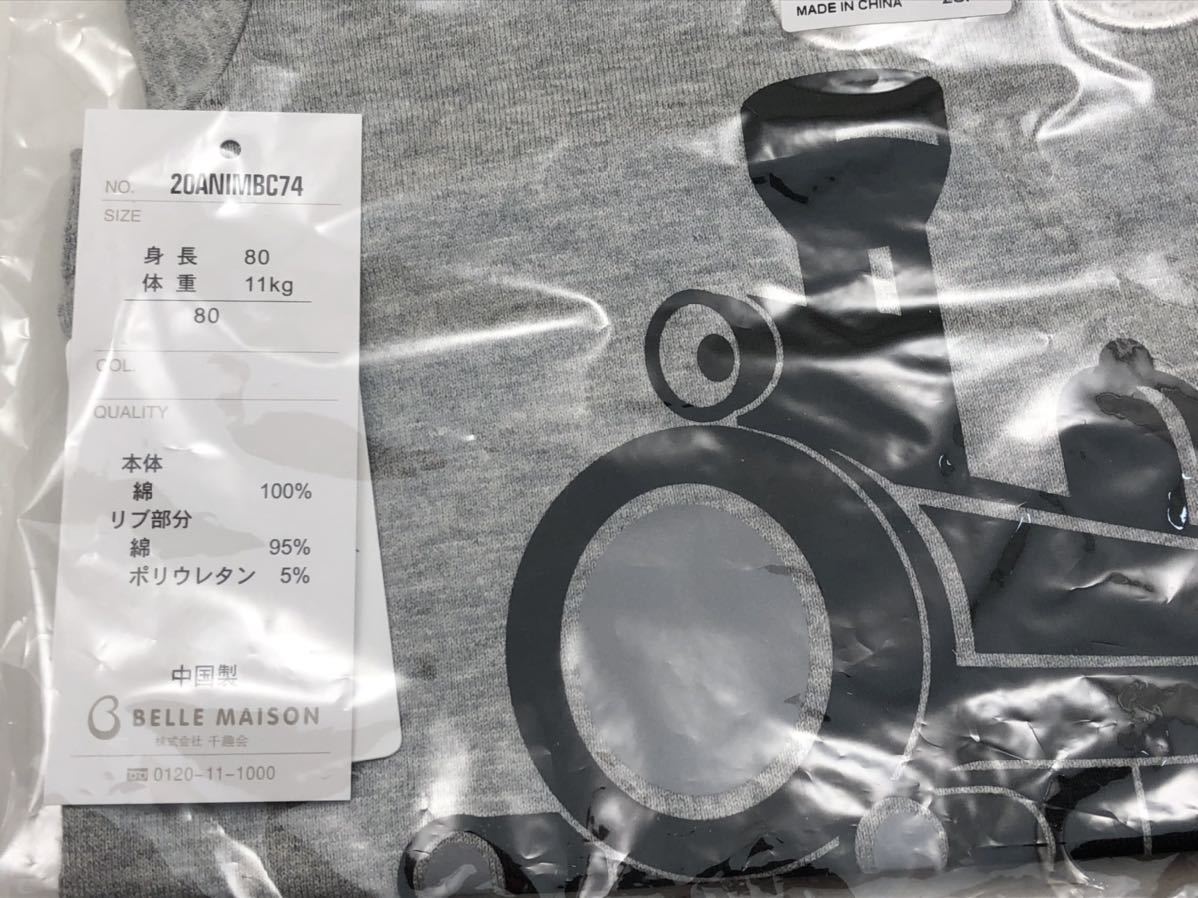 MADE IN CHINA
NO. 20ANIMBC74
SIZE
身長 80
体重 11kg
80
COL.
QUALITY
本体
綿 100%
リブ部分
綿 95%
ポリウレタン 5%
中国製
BELLE MAISON
株式会社 千趣会
0120-11-1000